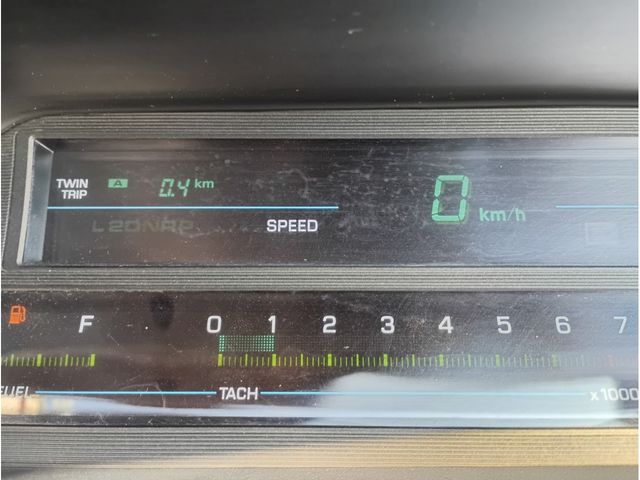 TWIN TRIP A 0.4 km
0 km/h
SPEED
F 0 1 2 3 4 5 6 7
FUEL TACH x1000